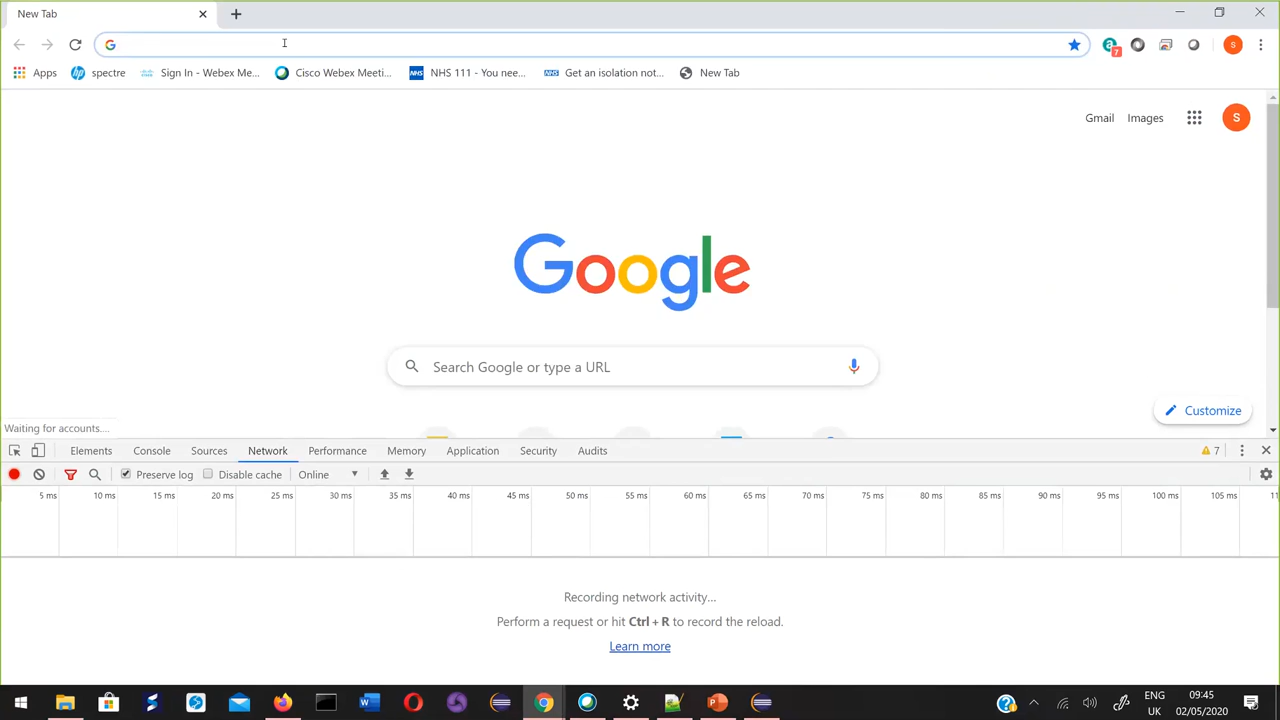 New Tab
Apps spectre Sign In - Webex Me... Cisco Webex Meeti... NHS NHS 111 - You nee... NHS Get an isolation not... New Tab
7 S
Gmail Images S
Google
Search Google or type a URL
Customize
Waiting for accounts....
Elements Console Sources Network Performance Memory Application Security Audits 7
Preserve log Disable cache Online
5 ms 10 ms 15 ms 20 ms 25 ms 30 ms 35 ms 40 ms 45 ms 50 ms 55 ms 60 ms 65 ms 70 ms 75 ms 80 ms 85 ms 90 ms 95 ms 100 ms 105 ms 11
Recording network activity...
Perform a request or hit Ctrl + R to record the reload.
Learn more
ENG 09:45
UK 02/05/2020